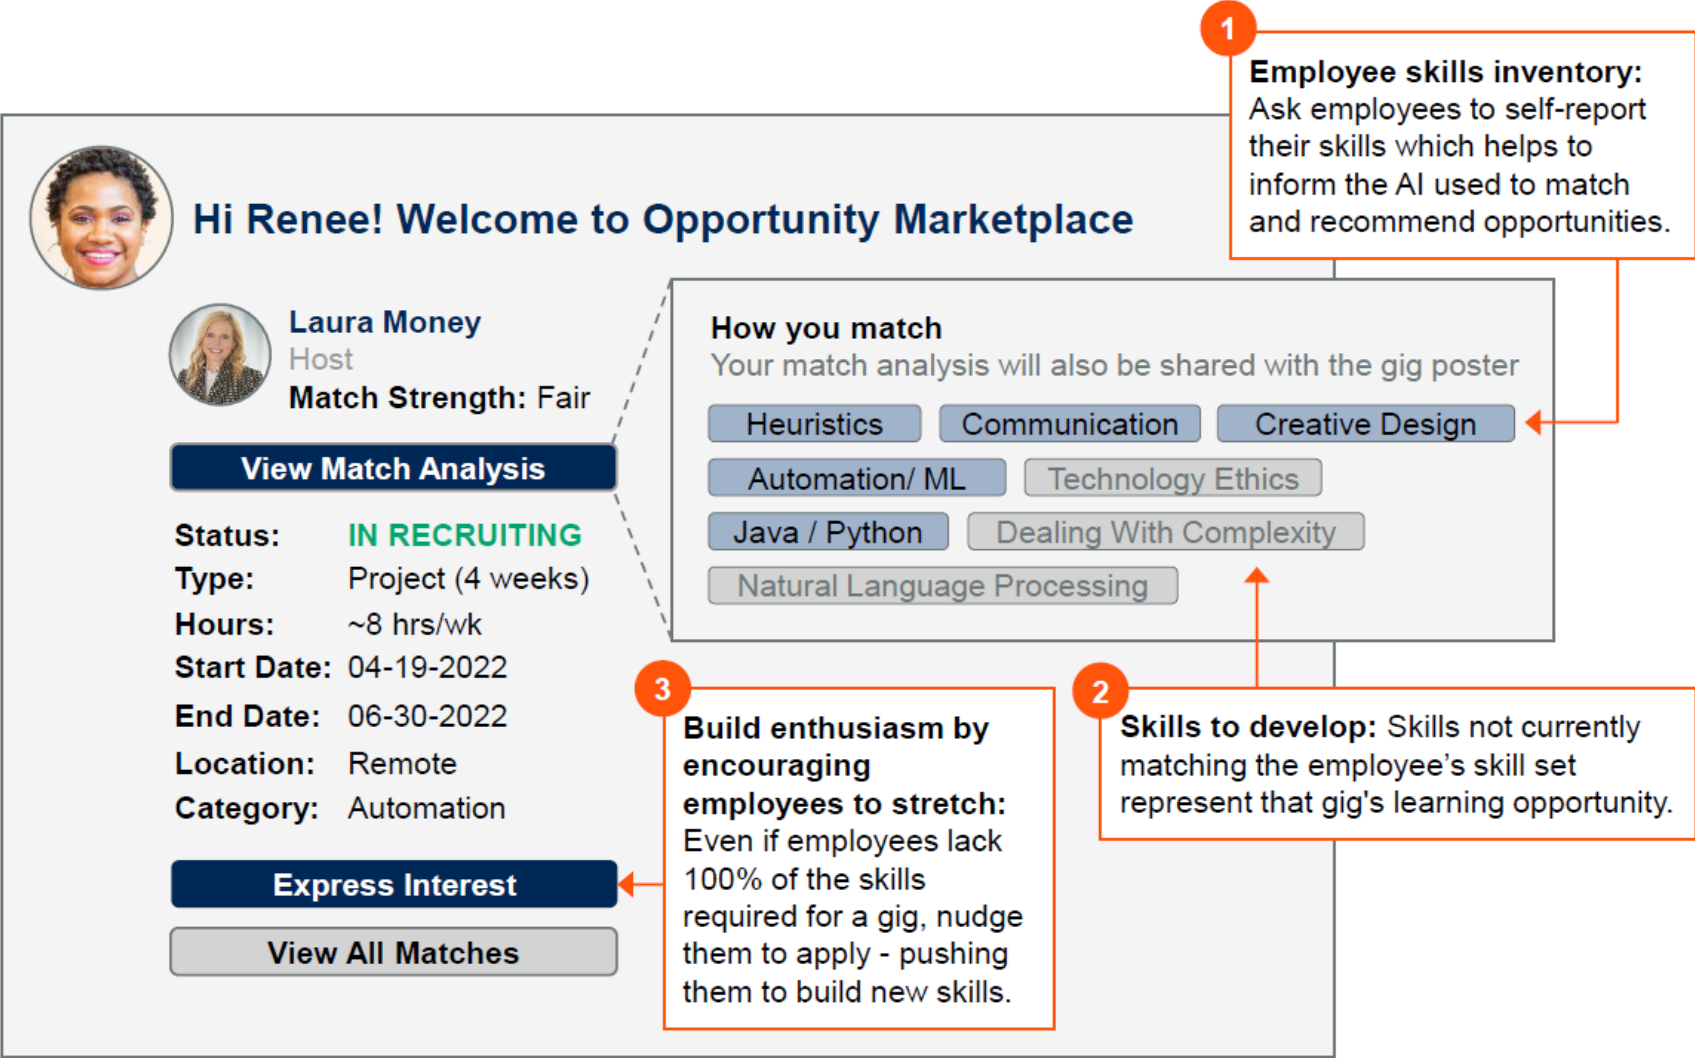 1
Employee skills inventory:
Ask employees to self-report
their skills which helps to
inform the AI used to match
and recommend opportunities.
Hi Renee! Welcome to Opportunity Marketplace
Laura Money
Host
Match Strength: Fair
View Match Analysis
How you match
Your match analysis will also be shared with the gig poster
Heuristics Communication Creative Design
Automation/ ML Technology Ethics
Java / Python Dealing With Complexity
Natural Language Processing
Status: IN RECRUITING
Type: Project (4 weeks)
Hours: ~8 hrs/wk
Start Date: 04-19-2022
End Date: 06-30-2022
Location: Remote
Category: Automation
Express Interest
View All Matches
2
Skills to develop: Skills not currently
matching the employee’s skill set
represent that gig's learning opportunity.
3
Build enthusiasm by
encouraging
employees to stretch:
Even if employees lack
100% of the skills
required for a gig, nudge
them to apply - pushing
them to build new skills.